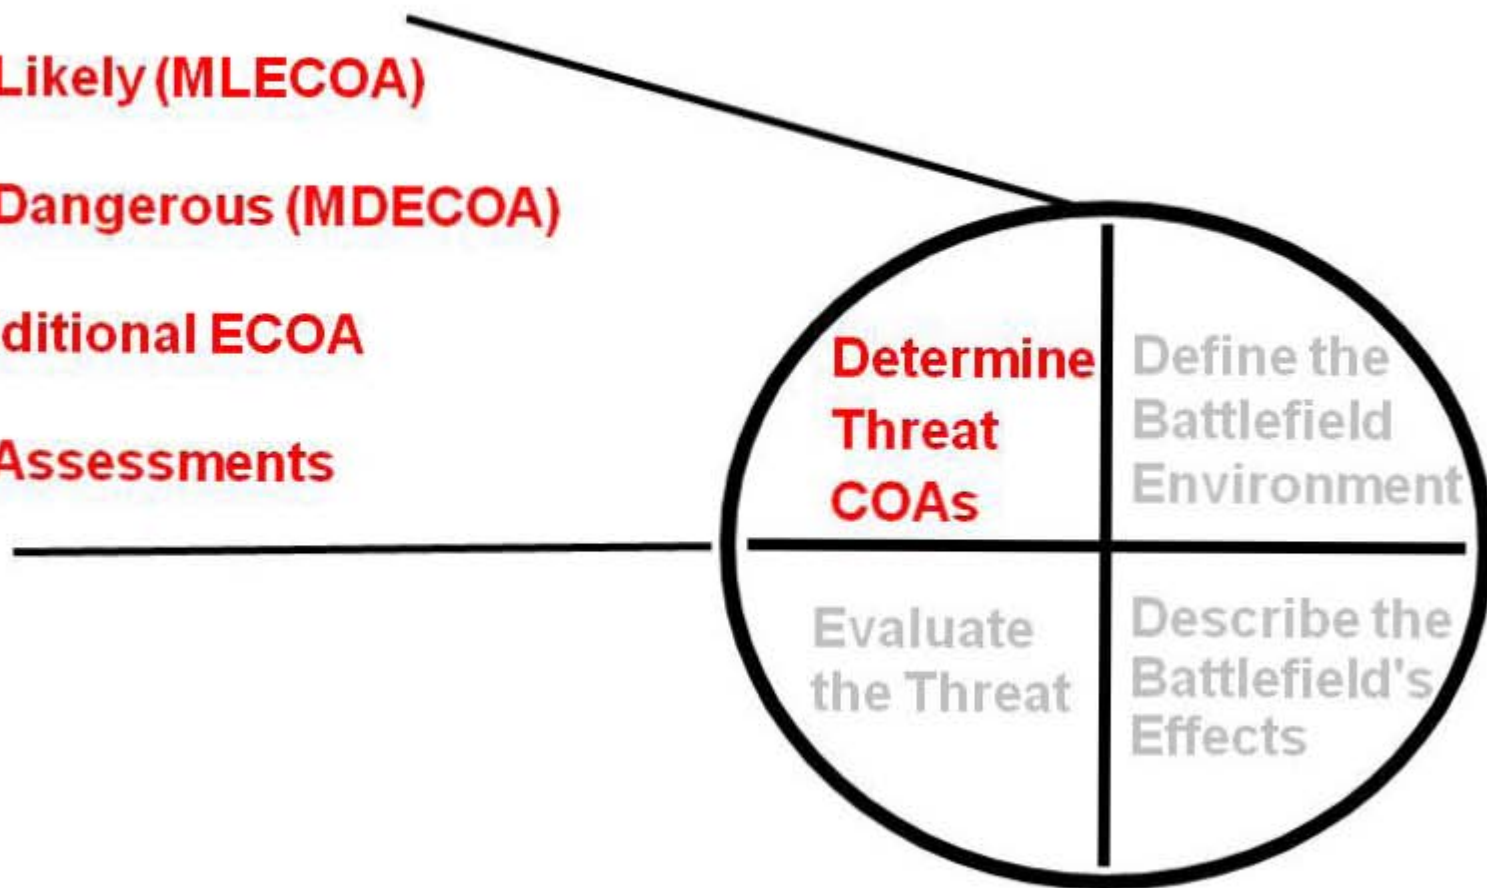 Likely (MLECOA)
Dangerous (MDECOA)
ditional ECOA
Assessments
Determine
Threat
COAs
Define the
Battlefield
Environment
Evaluate
the Threat
Describe the
Battlefield's
Effects